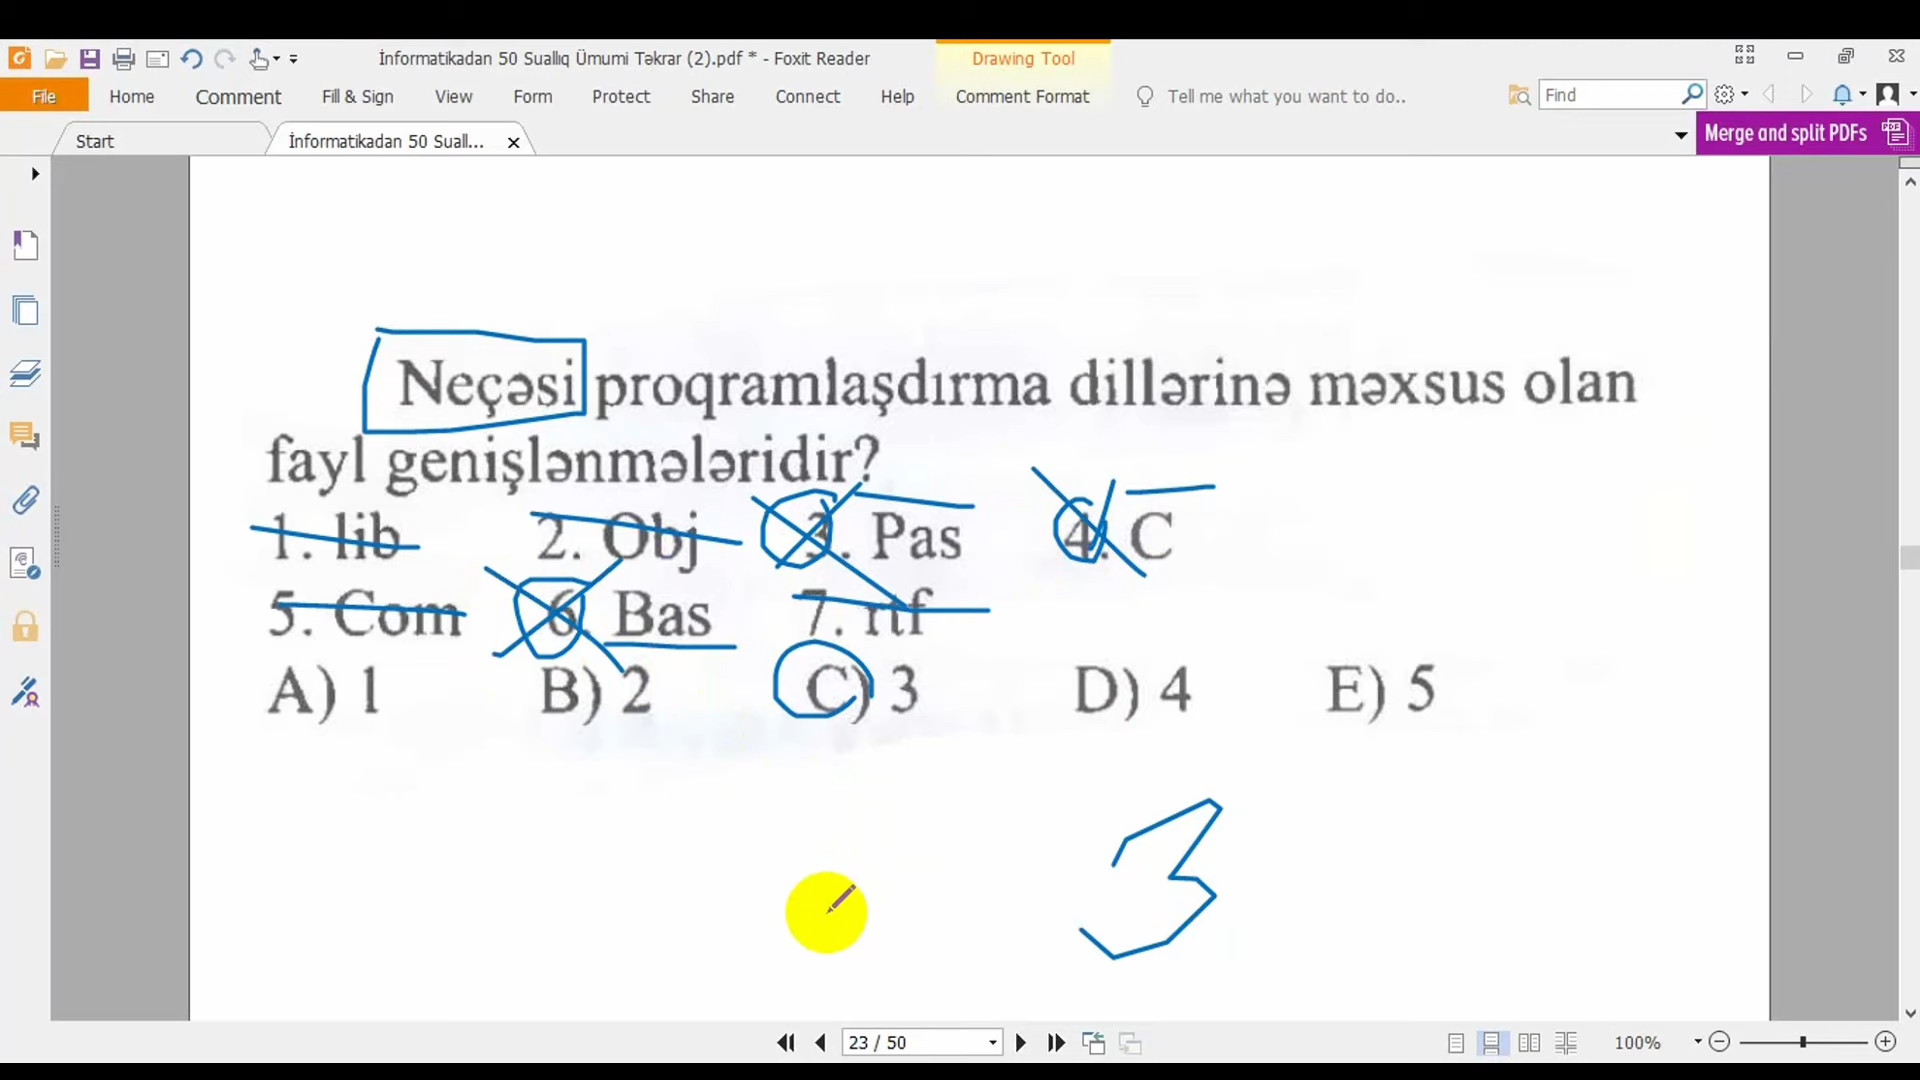 İnformatikadan 50 Suallıq Ümumi Təkrar (2).pdf * - Foxit Reader
Drawing Tool
File Home Comment Fill & Sign View Form Protect Share Connect Help Comment Format Tell me what you want to do.. Find
Start İnformatikadan 50 Suall... Merge and split PDFs
Neçəsi proqramlaşdırma dillərinə məxsus olan
fayl genişlənmələridir?
1. lib 2. Obj 3. Pas 4. C
5. Com 6. Bas 7. rtf
A) 1 B) 2 C) 3 D) 4 E) 5
3
23 / 50 100%